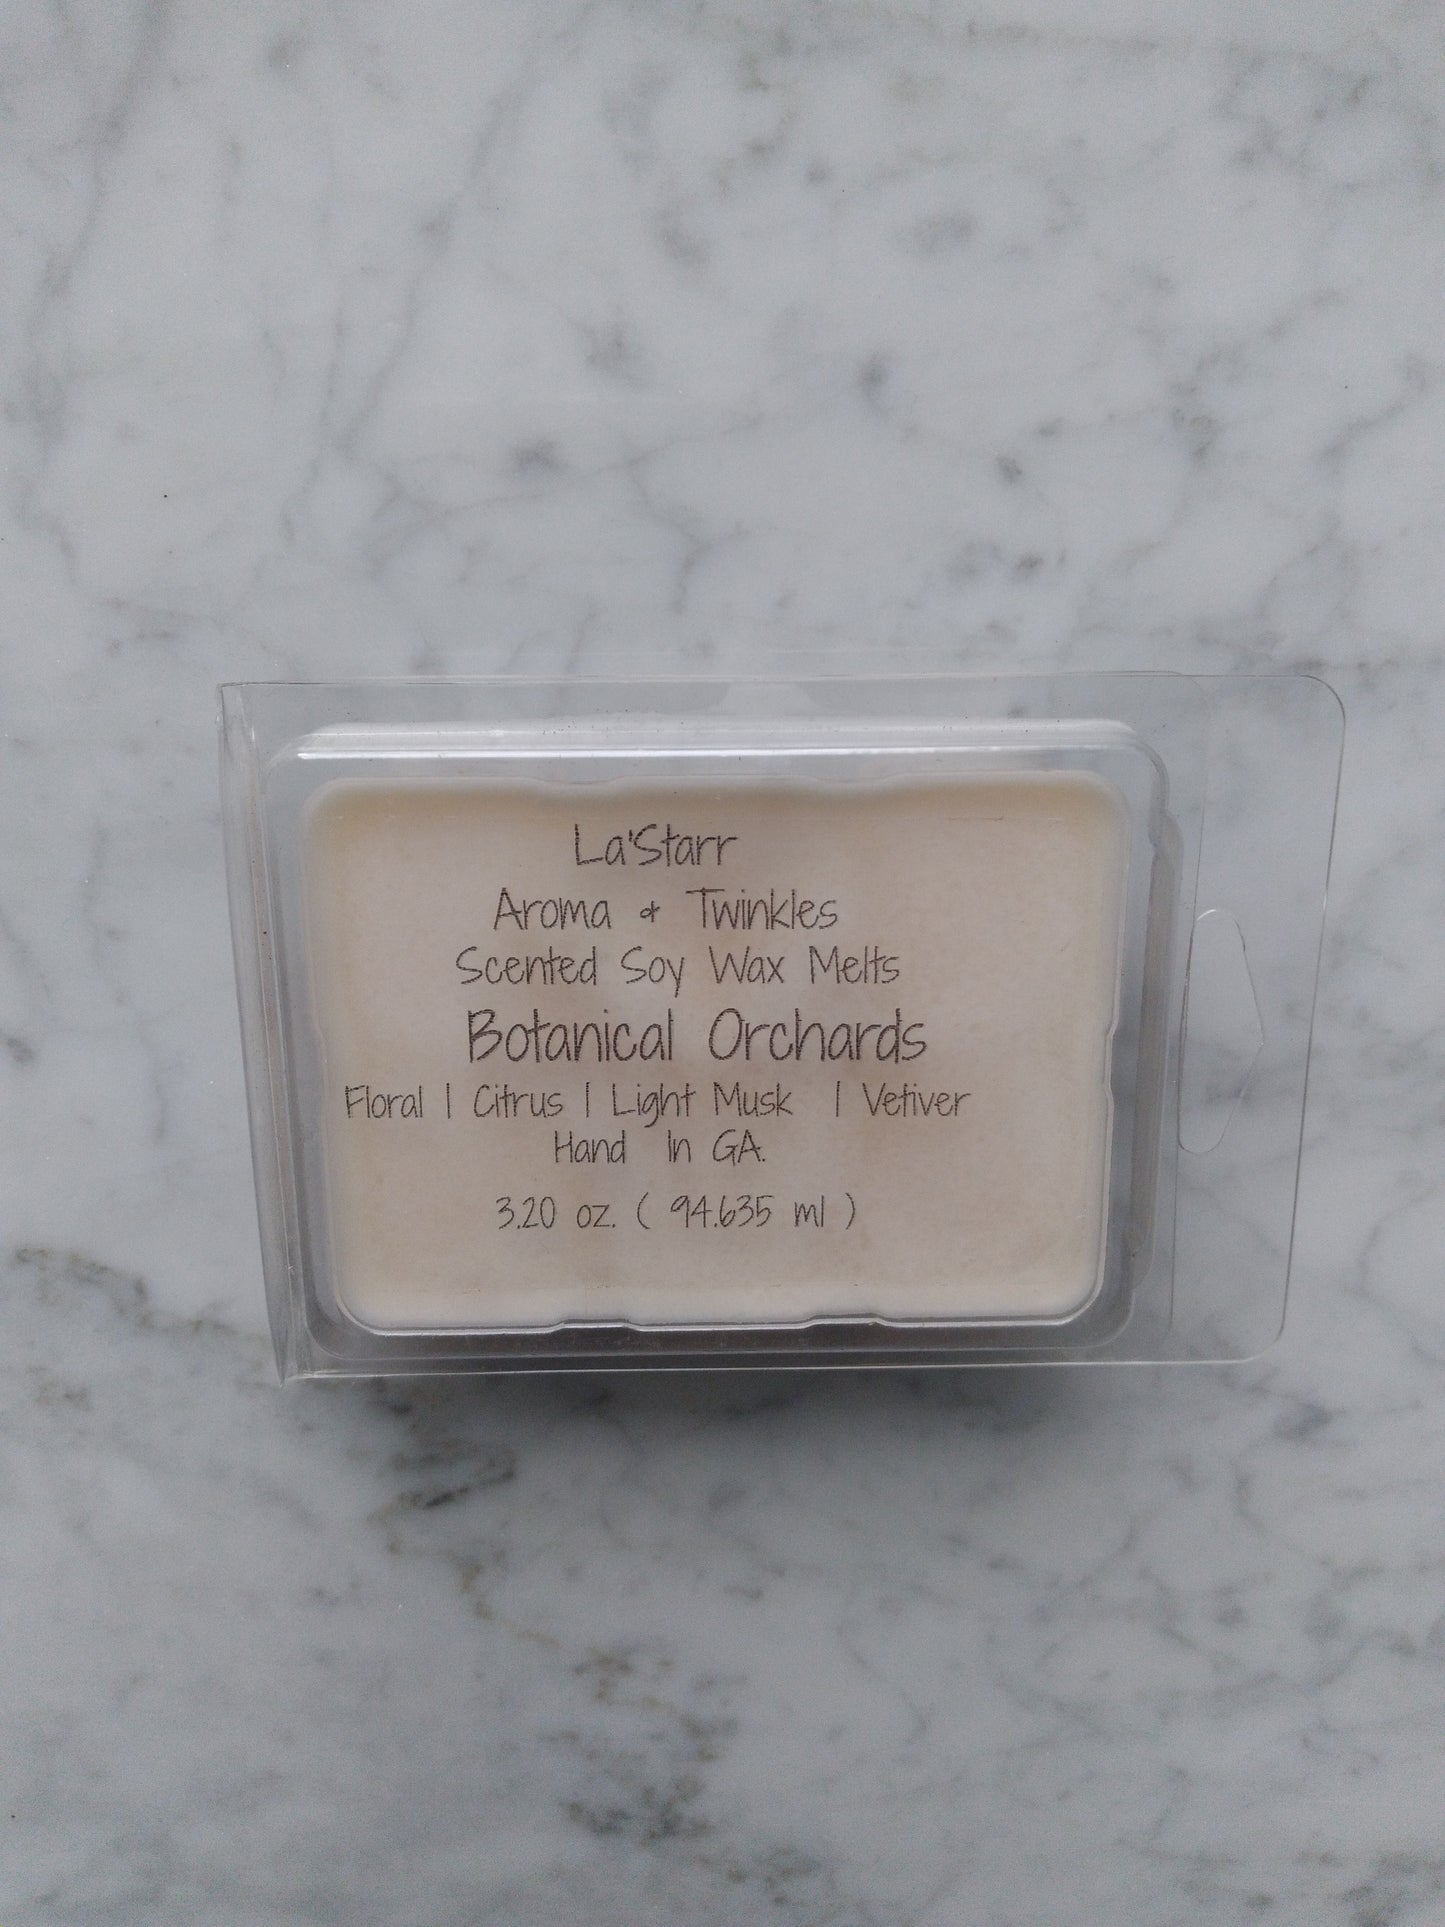 La'Starr
Aroma & Twinkles
Scented Soy Wax Melts
Botanical Orchards
Floral | Citrus | Light Musk | Vetiver
Hand In GA.
3.20 oz. ( 94.635 ml )